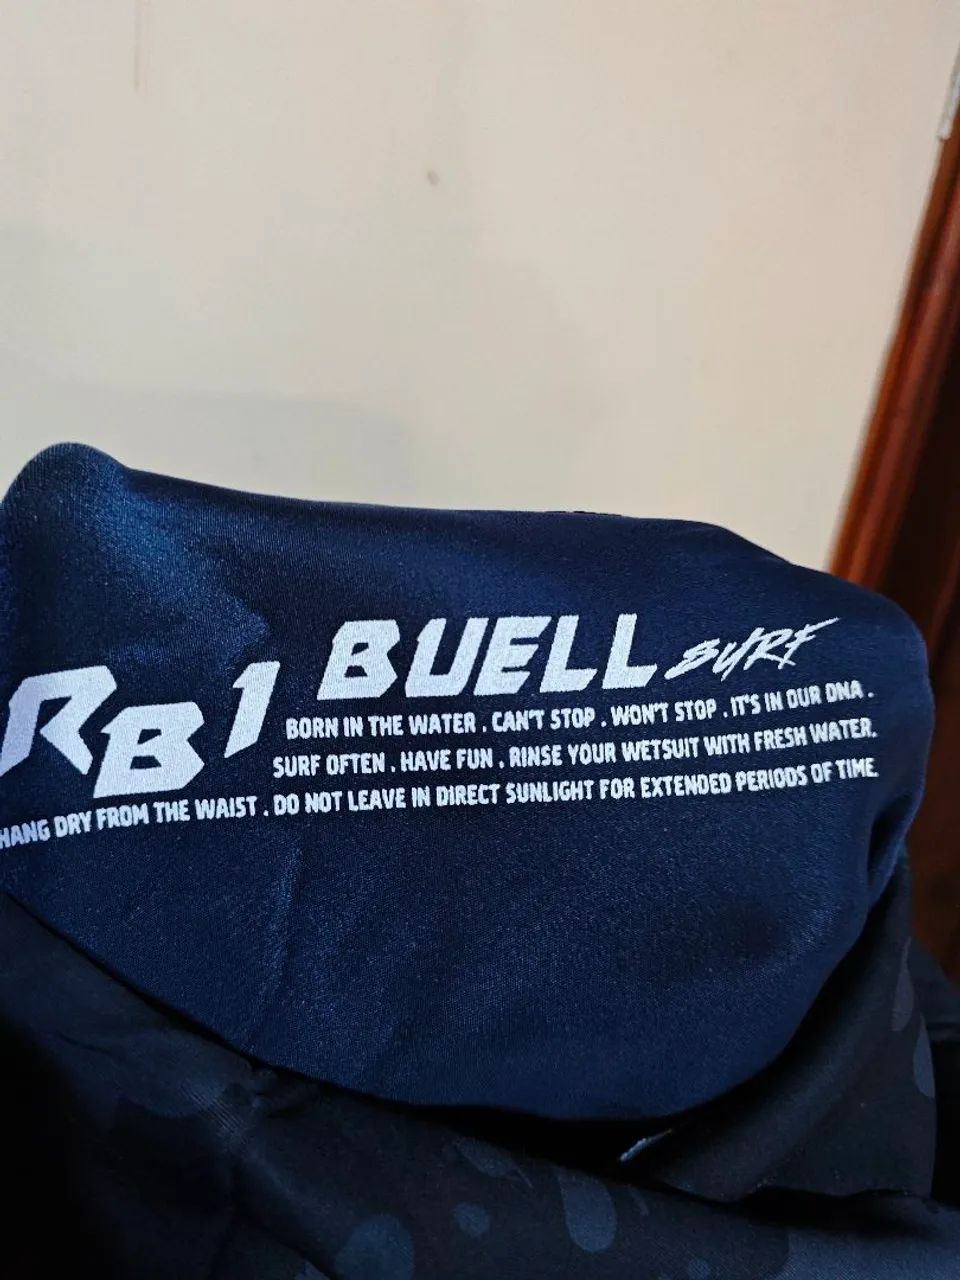 RB1 BUELL SURF
BORN IN THE WATER . CAN'T STOP . WON'T STOP . IT'S IN OUR DNA .
SURF OFTEN . HAVE FUN . RINSE YOUR WETSUIT WITH FRESH WATER.
HANG DRY FROM THE WAIST . DO NOT LEAVE IN DIRECT SUNLIGHT FOR EXTENDED PERIODS OF TIME.